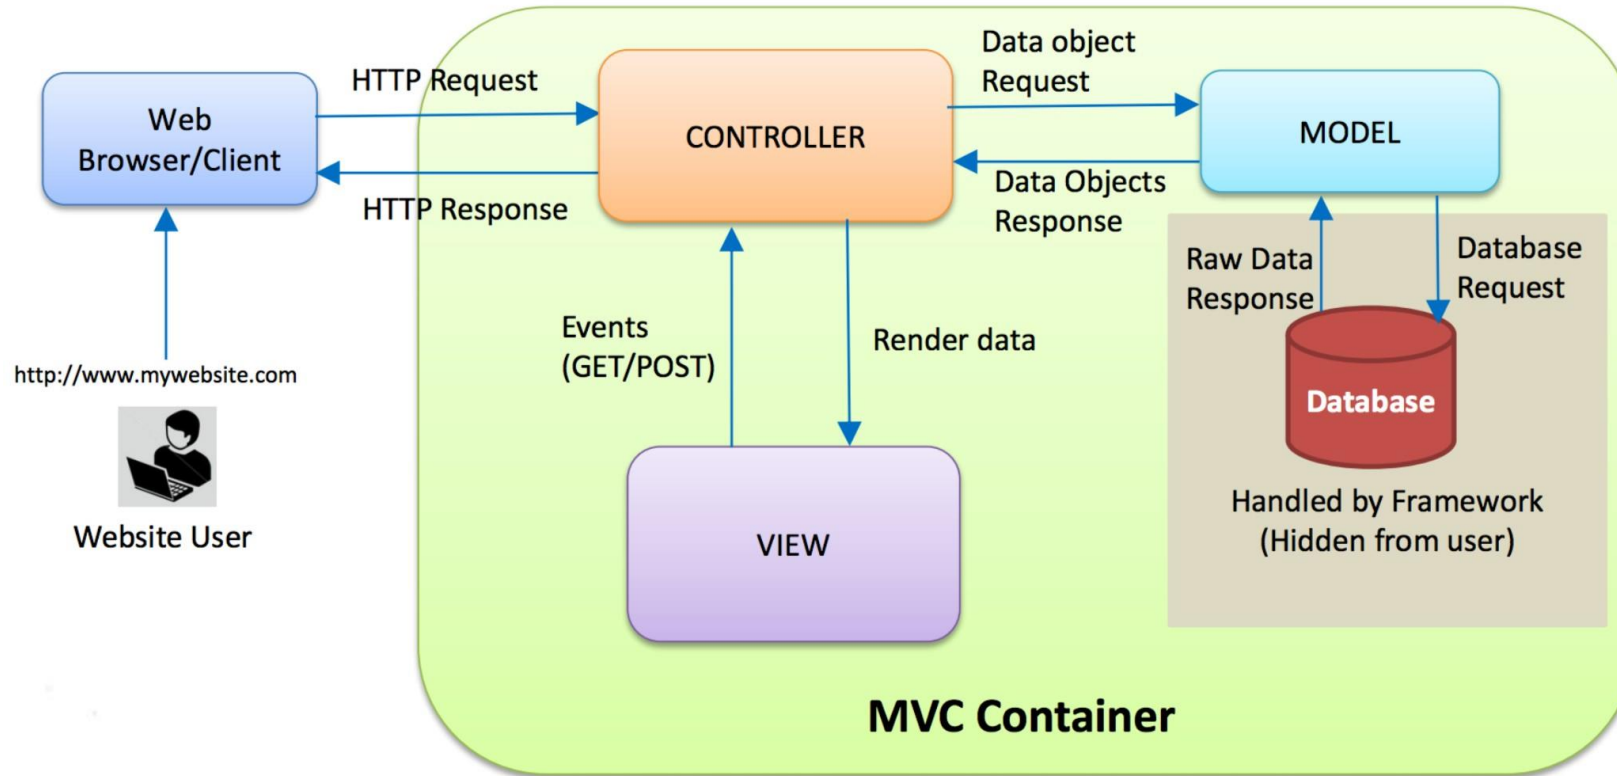 Web
Browser/Client
HTTP Request
HTTP Response
http://www.mywebsite.com
Website User
CONTROLLER
Data object
Request
Data Objects
Response
MODEL
Raw Data
Response
Database
Request
Database
Handled by Framework
(Hidden from user)
Events
(GET/POST)
Render data
VIEW
MVC Container